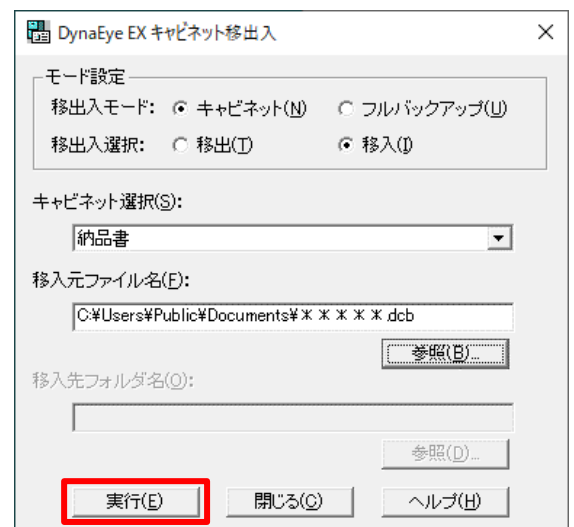 DynaEye EX キャビネット移出入
モード設定
移出入モード: キャビネット(N) フルバックアップ(U)
移出入選択: 移出(T) 移入(I)
キャビネット選択(S):
納品書
移入元ファイル名(F):
C:¥Users¥Public¥Documents¥＊＊＊＊＊.dcb
参照(B)...
移入先フォルダ名(O):
参照(D)...
実行(E) 閉じる(C) ヘルプ(H)